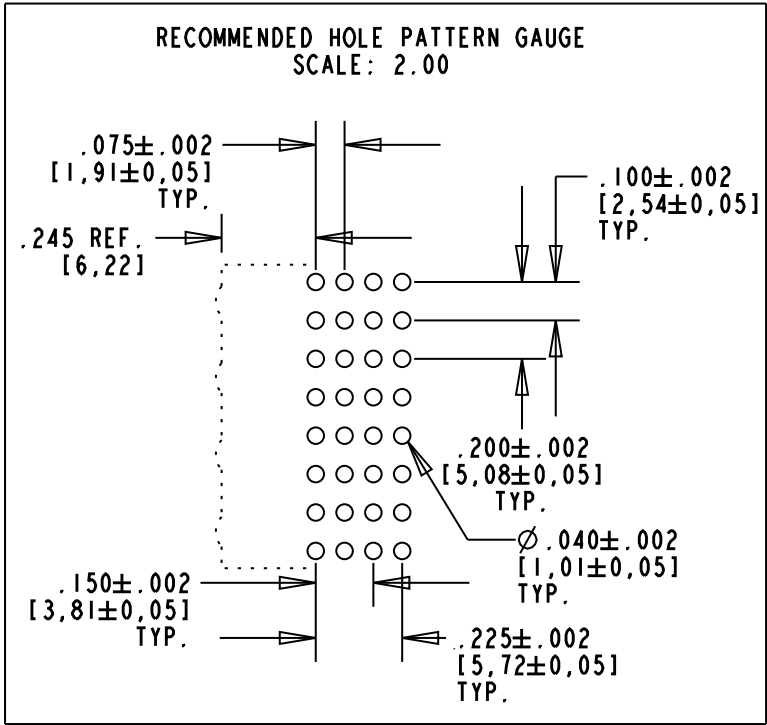 RECOMMENDED HOLE PATTERN GAUGE
SCALE: 2.00
.075±.002
[1,91±0,05]
TYP.
.100±.002
[2,54±0,05]
TYP.
.245 REF.
[6,22]
.200±.002
[5,08±0,05]
TYP.
Ø .040±.002
[1,01±0,05]
TYP.
.150±.002
[3,81±0,05]
TYP.
.225±.002
[5,72±0,05]
TYP.